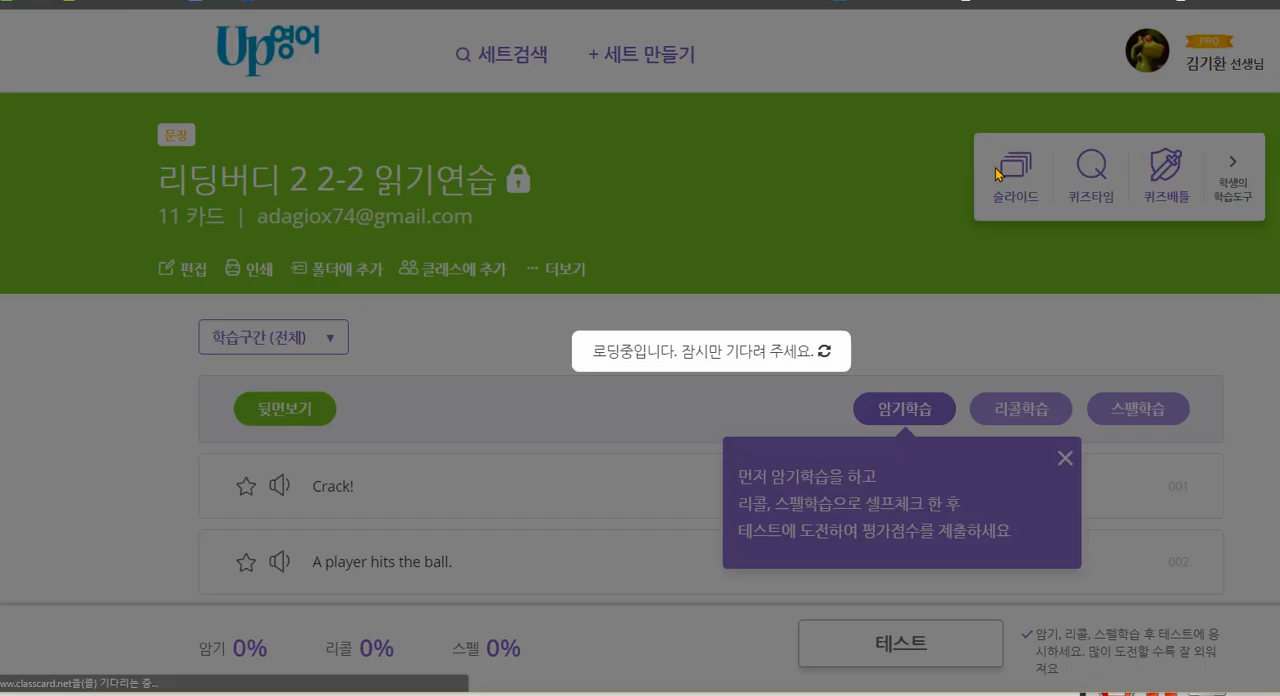 Up영어
세트검색
+ 세트 만들기
PRO
김기환 선생님
문장
리딩버디 2 2-2 읽기연습
11 카드 | adagiox74@gmail.com
편집
인쇄
폴더에 추가
클래스에 추가
··· 더보기
슬라이드
퀴즈타임
퀴즈배틀
학생의
학습도구
학습구간 (전체) ▼
로딩중입니다. 잠시만 기다려 주세요.
뒷면보기
암기학습
리콜학습
스펠학습
먼저 암기학습을 하고
리콜, 스펠학습으로 셀프체크 한 후
테스트에 도전하여 평가점수를 제출하세요
Crack!
001
A player hits the ball.
002
암기 0%
리콜 0%
스펠 0%
테스트
암기, 리콜, 스펠학습 후 테스트에 응
시하세요. 많이 도전할 수록 잘 외워
져요
ww.classcard.net을(를) 기다리는 중...